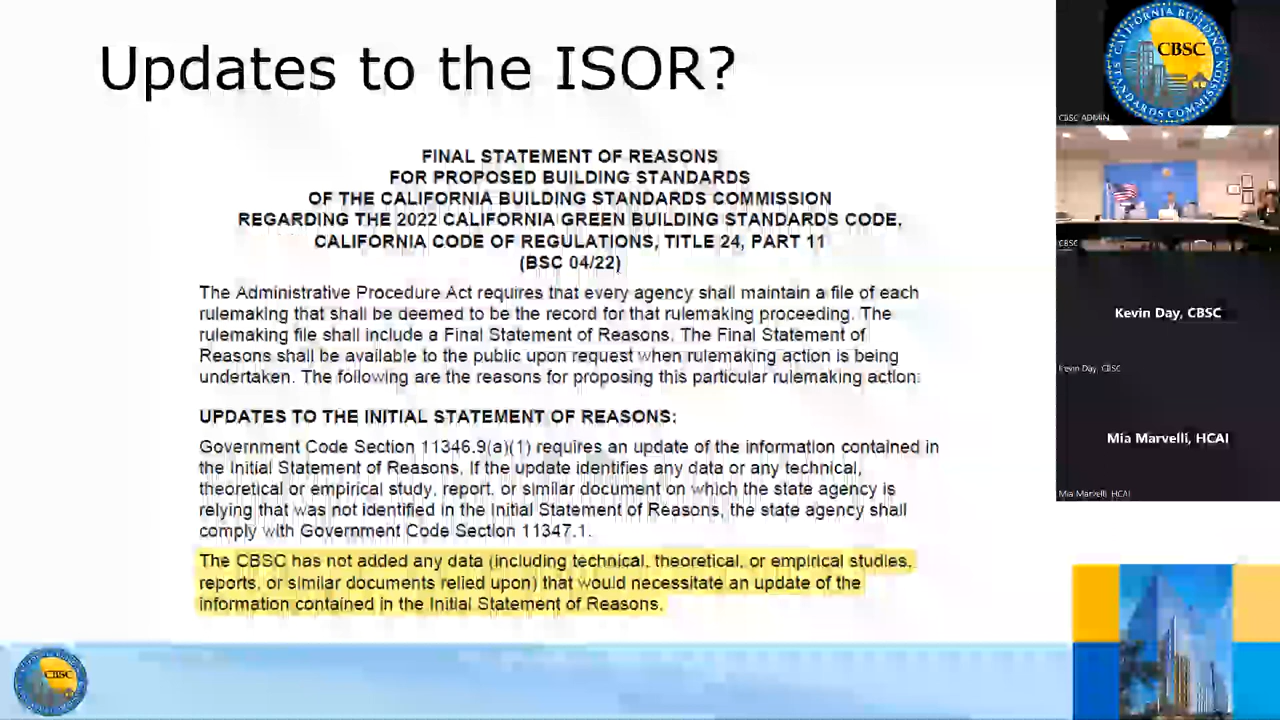 Updates to the ISOR?
FINAL STATEMENT OF REASONS
FOR PROPOSED BUILDING STANDARDS
OF THE CALIFORNIA BUILDING STANDARDS COMMISSION
REGARDING THE 2022 CALIFORNIA GREEN BUILDING STANDARDS CODE,
CALIFORNIA CODE OF REGULATIONS, TITLE 24, PART 11
(BSC 04/22)
The Administrative Procedure Act requires that every agency shall maintain a file of each
rulemaking that shall be deemed to be the record for that rulemaking proceeding. The
rulemaking file shall include a Final Statement of Reasons. The Final Statement of
Reasons shall be available to the public upon request when rulemaking action is being
undertaken. The following are the reasons for proposing this particular rulemaking action:
UPDATES TO THE INITIAL STATEMENT OF REASONS:
Government Code Section 11346.9(a)(1) requires an update of the information contained in
the Initial Statement of Reasons. If the update identifies any data or any technical,
theoretical or empirical study, report, or similar document on which the state agency is
relying that was not identified in the Initial Statement of Reasons, the state agency shall
comply with Government Code Section 11347.1.
The CBSC has not added any data (including technical, theoretical, or empirical studies,
reports, or similar documents relied upon) that would necessitate an update of the
information contained in the Initial Statement of Reasons.
CBSC
CALIFORNIA BUILDING
STANDARDS COMMISSION
CBSC
CBSC ADMIN
CBSC
Kevin Day, CBSC
Kevin Day, CBSC
Mia Marvelli, HCAI
Mia Marvelli, HCAI